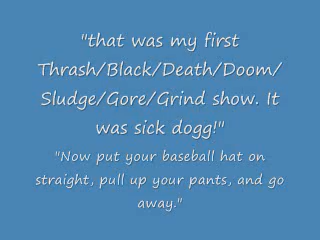 "that was my first
Thrash/Black/Death/Doom/
Sludge/Gore/Grind show. It
was sick dogg!"
"Now put your baseball hat on
straight, pull up your pants, and go
away."